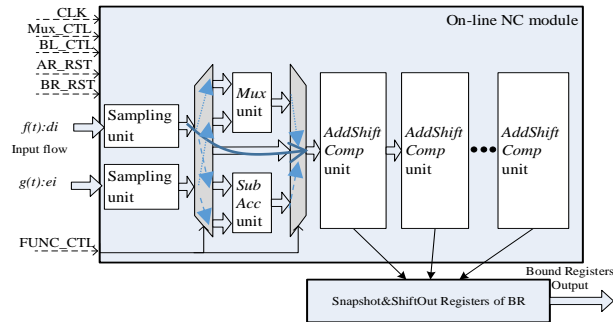 CLK
On-line NC module
Mux_CTL
BL_CTL
AR_RST
BR_RST
f(t):di
Input flow
g(t):ei
FUNC_CTL
Sampling
unit
Sampling
unit
Mux
unit
Sub
Acc
unit
AddShift
Comp
unit
AddShift
Comp
unit
AddShift
Comp
unit
Bound Registers
Output
Snapshot&ShiftOut Registers of BR